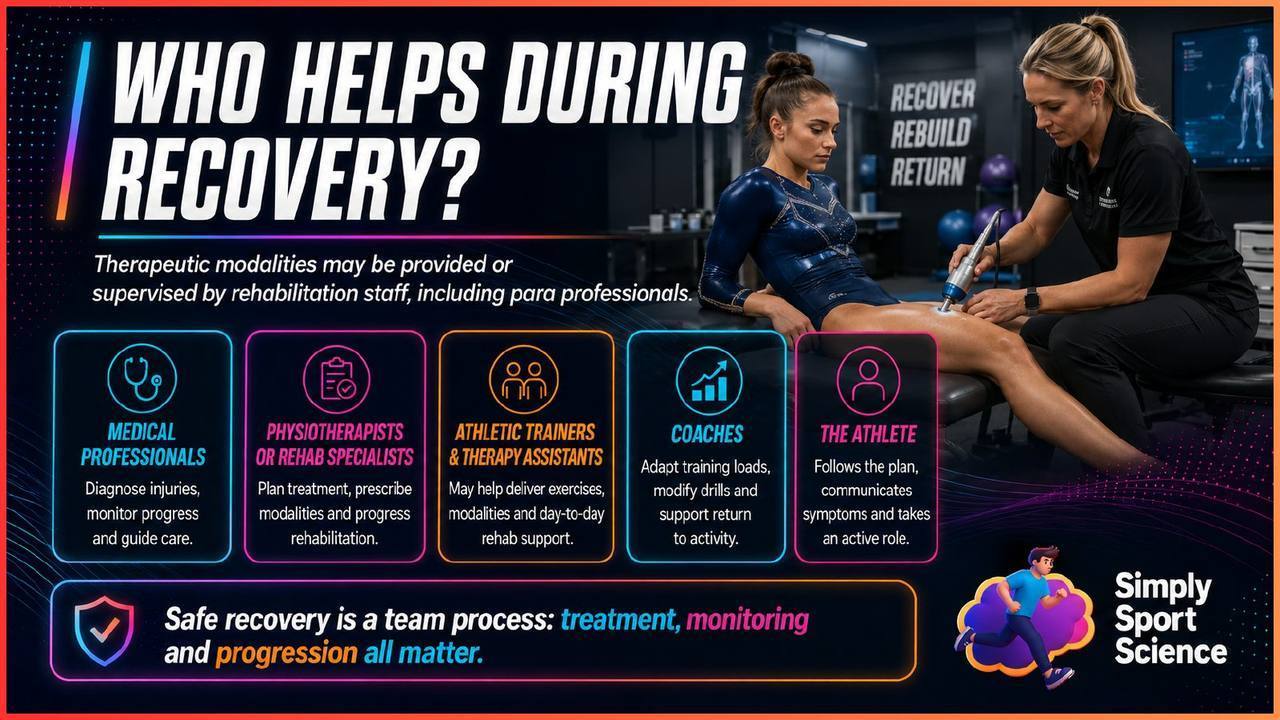 WHO HELPS DURING
RECOVERY?
RECOVER
REBUILD
RETURN
Therapeutic modalities may be provided or
supervised by rehabilitation staff, including para professionals.
MEDICAL
PROFESSIONALS
Diagnose injuries,
monitor progress
and guide care.
PHYSIOTHERAPISTS
OR REHAB SPECIALISTS
Plan treatment, prescribe
modalities and progress
rehabilitation.
ATHLETIC TRAINERS
& THERAPY ASSISTANTS
May help deliver exercises,
modalities and day-to-day
rehab support.
COACHES
Adapt training loads,
modify drills and
support return
to activity.
THE ATHLETE
Follows the plan,
communicates
symptoms and takes
an active role.
Safe recovery is a team process: treatment, monitoring
and progression all matter.
Simply
Sport
Science